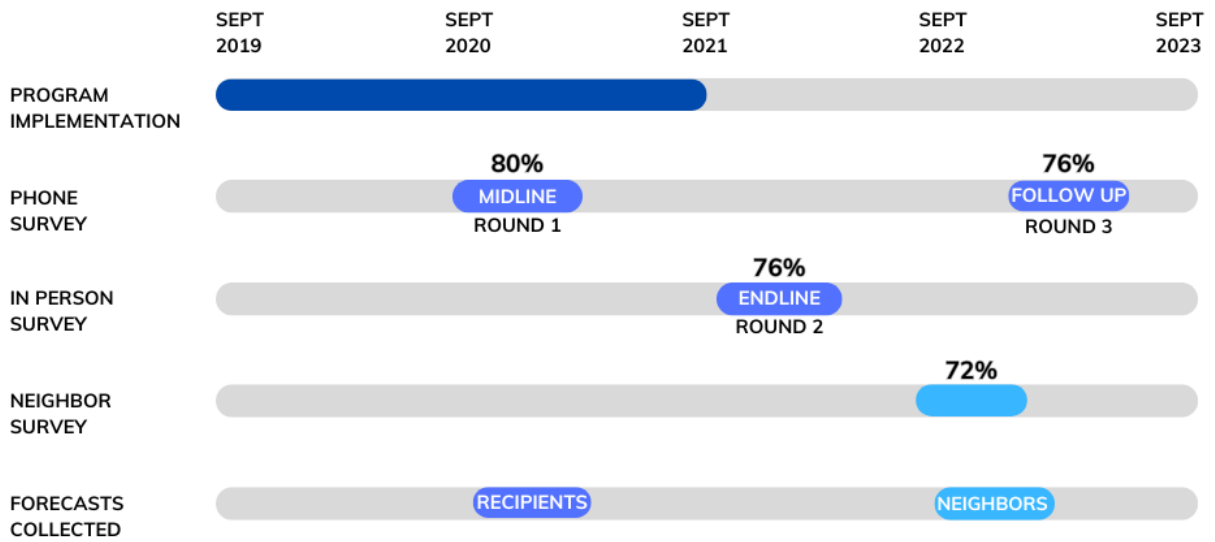 SEPT SEPT SEPT SEPT SEPT
2019 2020 2021 2022 2023
PROGRAM
IMPLEMENTATION
80% 76%
PHONE MIDLINE FOLLOW UP
SURVEY ROUND 1 ROUND 3
76%
IN PERSON ENDLINE
SURVEY ROUND 2
72%
NEIGHBOR
SURVEY
FORECASTS RECIPIENTS NEIGHBORS
COLLECTED